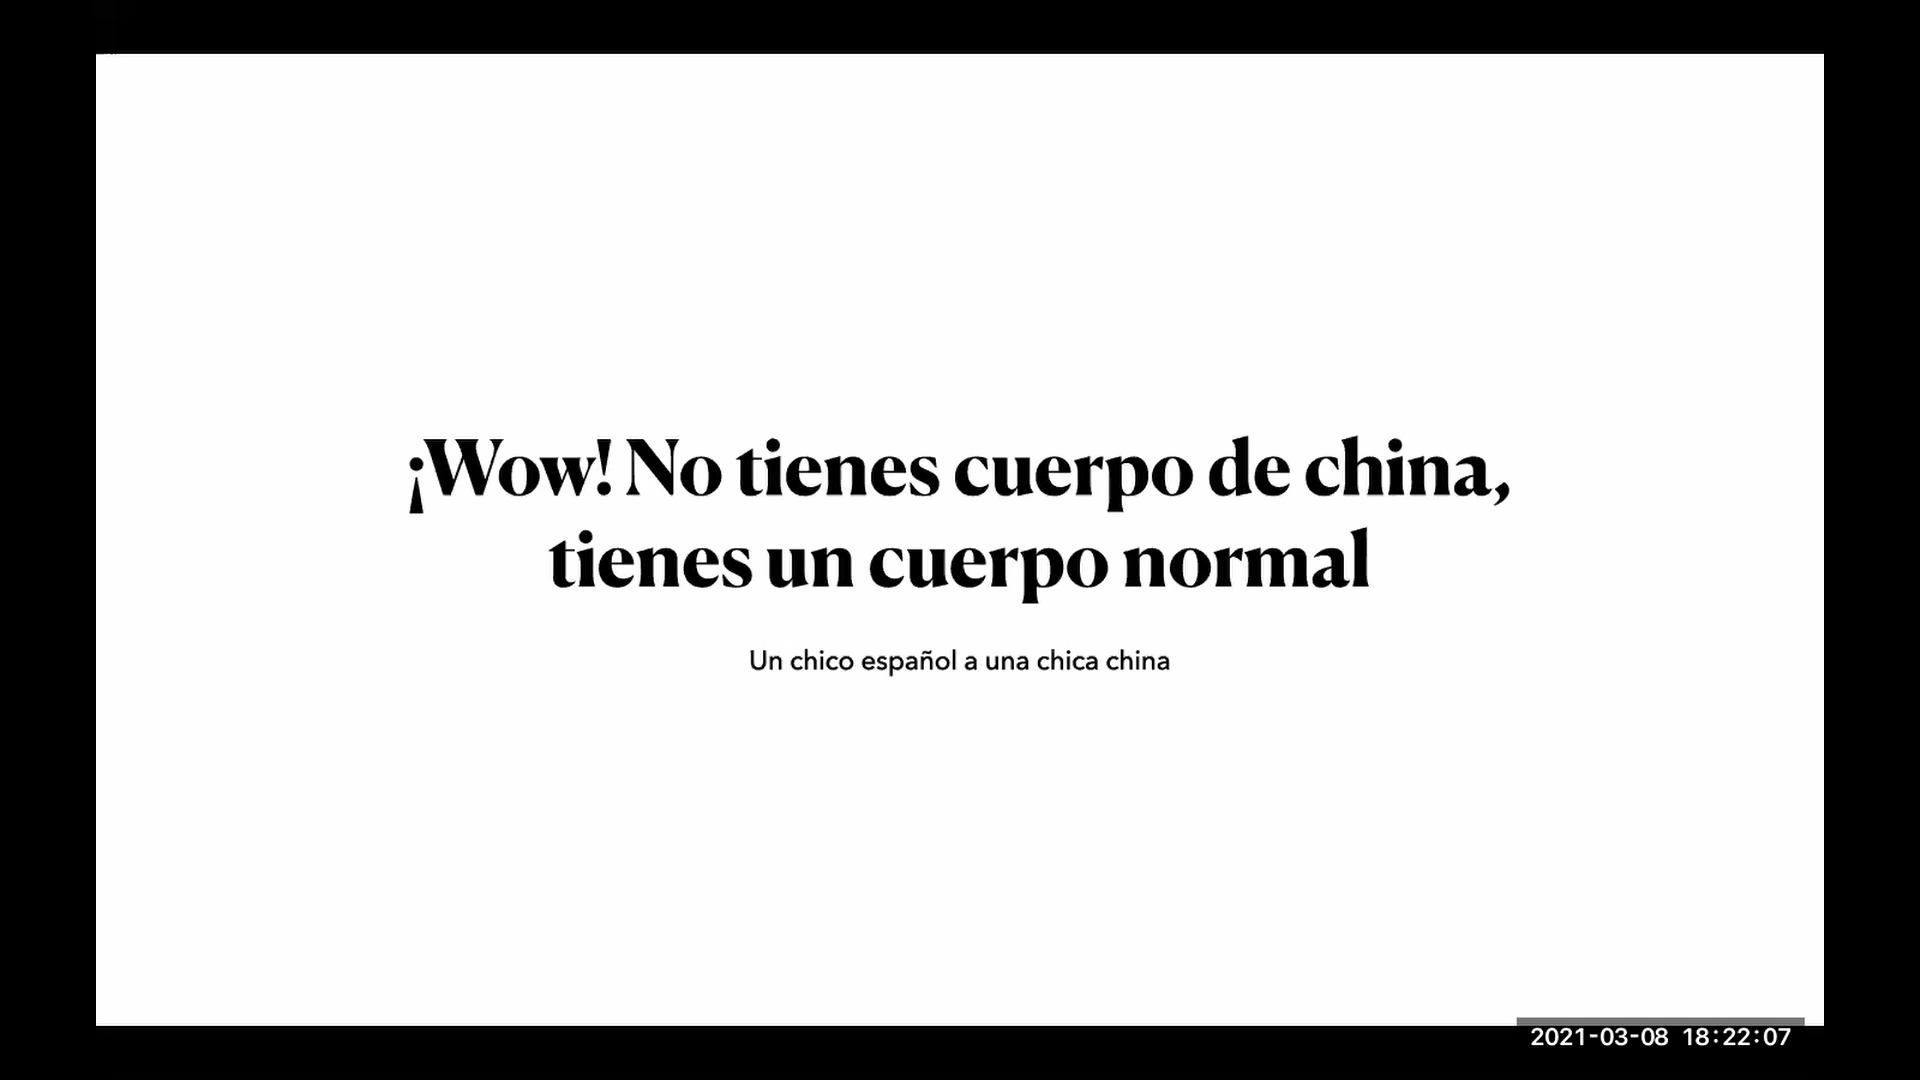 ¡Wow! No tienes cuerpo de china,
tienes un cuerpo normal
Un chico español a una chica china
2021-03-08 18:22:07